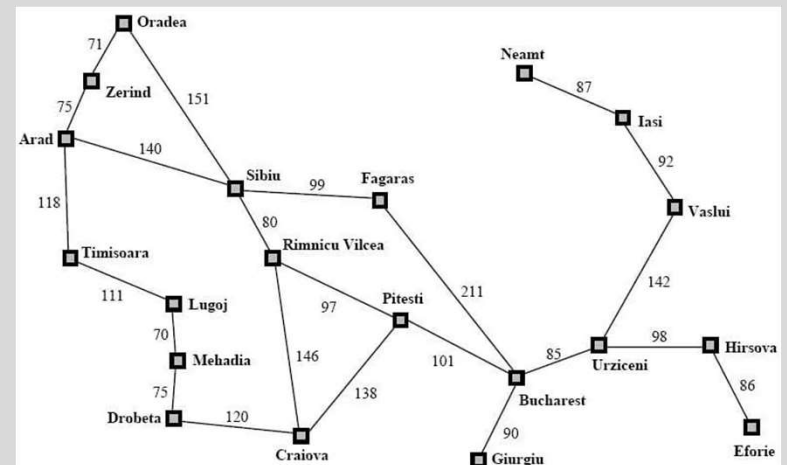 Oradea
Neamt
71
87
Zerind
151
75
Iasi
Arad
140
92
Sibiu
Fagaras
99
118
80
Vaslui
Timisoara
Rimnicu Vilcea
142
111
Lugoj
97
Pitesti
211
70
98
Hirsova
Mehadia
146
101
85
Urziceni
86
75
138
Bucharest
Drobeta
120
90
Craiova
Giurgiu
Eforie